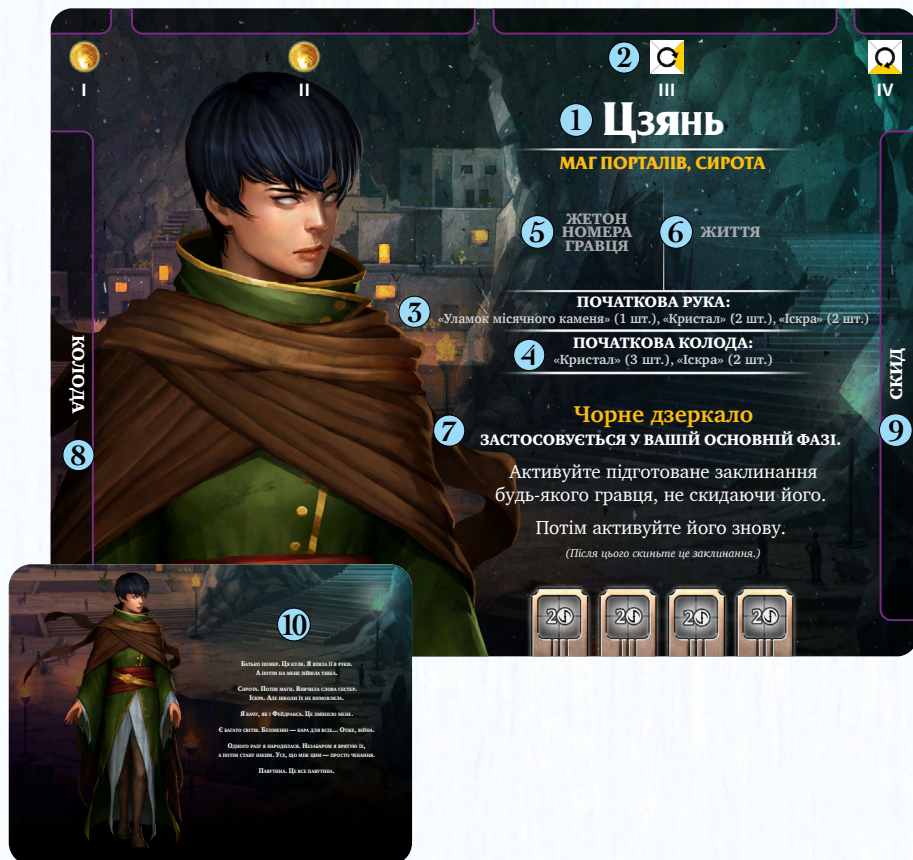 2
I
II
III
IV
1 Цзянь
МАГ ПОРТАЛІВ, СИРОТА
5 ЖЕТОН
НОМЕРА
ГРАВЦЯ
6 ЖИТТЯ
ПОЧАТКОВА РУКА:
3 «Уламок місячного каменя» (1 шт.), «Кристал» (2 шт.), «Іскра» (2 шт.)
ПОЧАТКОВА КОЛОДА:
4 «Кристал» (3 шт.), «Іскра» (2 шт.)
КОЛОДА
8
СКИД
9
7 Чорне дзеркало
ЗАСТОСОВУЄТЬСЯ У ВАШІЙ ОСНОВНІЙ ФАЗІ.
Активуйте підготоване заклинання
будь-якого гравця, не скидаючи його.
Потім активуйте його знову.
(Після цього скиньте це заклинання.)
2 2 2 2
10
Батько помер. Ця куля. Я взяла її в руки.
А потім на мене зійшла тиша.
Сирота. Потім маги. Вивчила слова сестер.
Іскра. Але ніколи їх не вимовляла.
Я бачу, як і Фейдракса. Це змінило мене.
Є багато світів. Безіменні — кара для всіх... Отже, війна.
Одного разу я народилася. Незабаром я врятую їх,
а потім стану ніким. Усе, що між цим — просто чекання.
Павутина. Це все павутина.